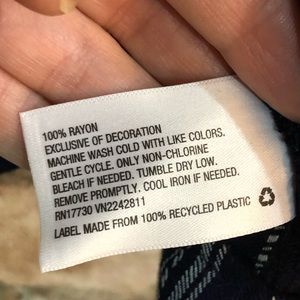 100% RAYON
EXCLUSIVE OF DECORATION
MACHINE WASH COLD WITH LIKE COLORS.
GENTLE CYCLE. ONLY NON-CHLORINE
BLEACH IF NEEDED. TUMBLE DRY LOW.
REMOVE PROMPTLY. COOL IRON IF NEEDED.
RN17730 VN2242811
LABEL MADE FROM 100% RECYCLED PLASTIC